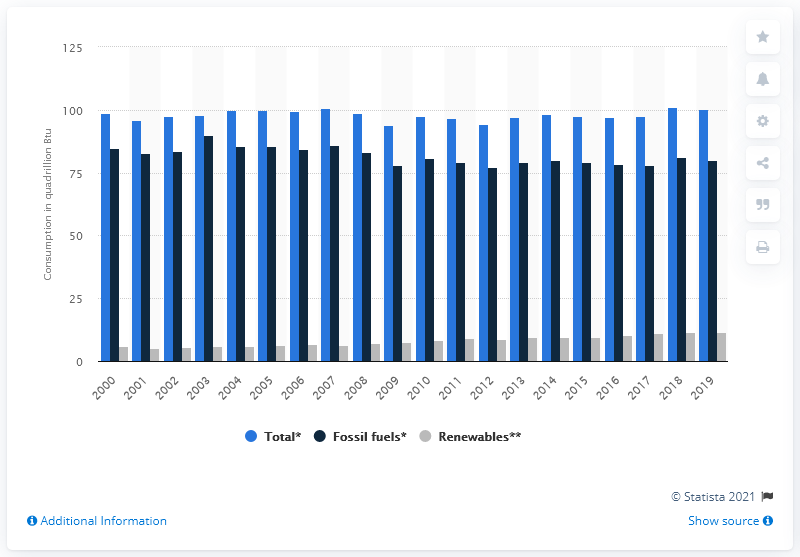 125
100
75
50
25
0
Consumption in quadrillion Btu
2000 2001 2002 2003 2004 2005 2006 2007 2008 2009 2010 2011 2012 2013 2014 2015 2016 2017 2018 2019
Total* Fossil fuels* Renewables**
© Statista 2021
Additional Information Show source